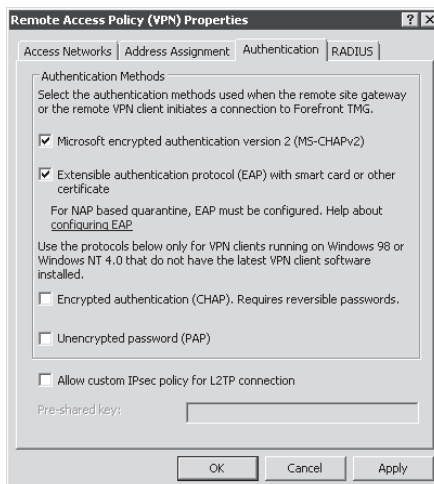 Remote Access Policy (VPN) Properties
Access Networks
Address Assignment
Authentication
RADIUS
Authentication Methods
Select the authentication methods used when the remote site gateway
or the remote VPN client initiates a connection to Forefront TMG.
Microsoft encrypted authentication version 2 (MS-CHAPv2)
Extensible authentication protocol (EAP) with smart card or other
certificate
For NAP based quarantine, EAP must be configured. Help about
configuring EAP
Use the protocols below only for VPN clients running on Windows 98 or
Windows NT 4.0 that do not have the latest VPN client software
installed.
Encrypted authentication (CHAP). Requires reversible passwords.
Unencrypted password (PAP)
Allow custom IPsec policy for L2TP connection
Pre-shared key:
OK
Cancel
Apply